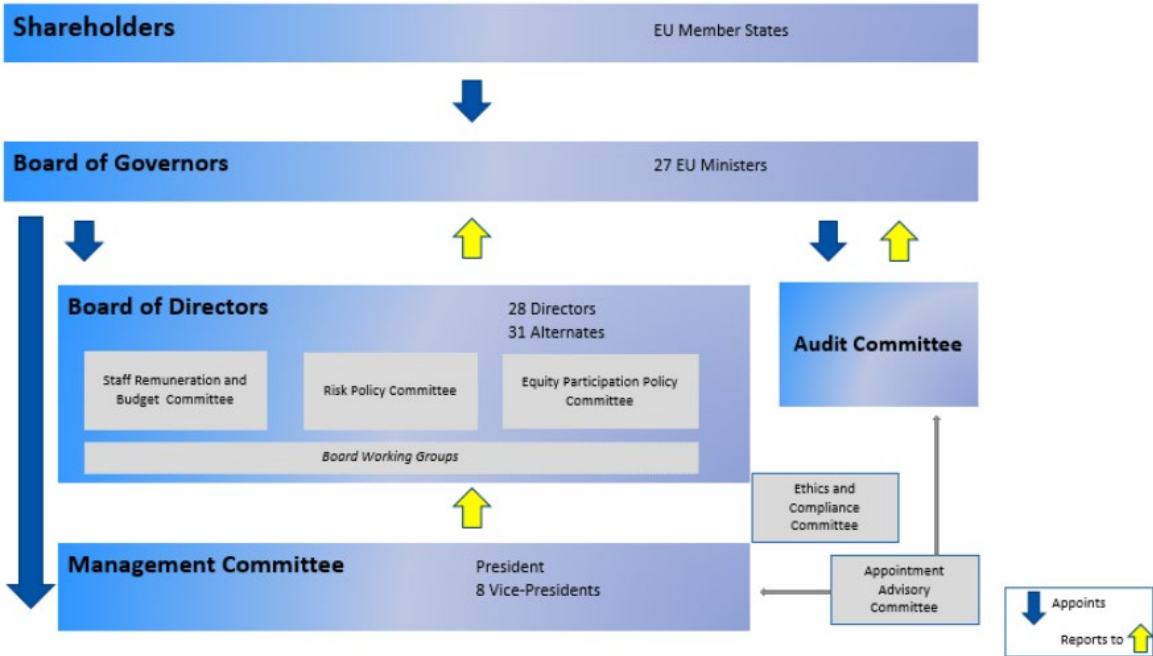 Shareholders
EU Member States
Board of Governors
27 EU Ministers
Board of Directors
28 Directors
31 Alternates
Staff Remuneration and
Budget Committee
Risk Policy Committee
Equity Participation Policy
Committee
Board Working Groups
Audit Committee
Ethics and
Compliance
Committee
Management Committee
President
8 Vice-Presidents
Appointment
Advisory
Committee
Appoints
Reports to